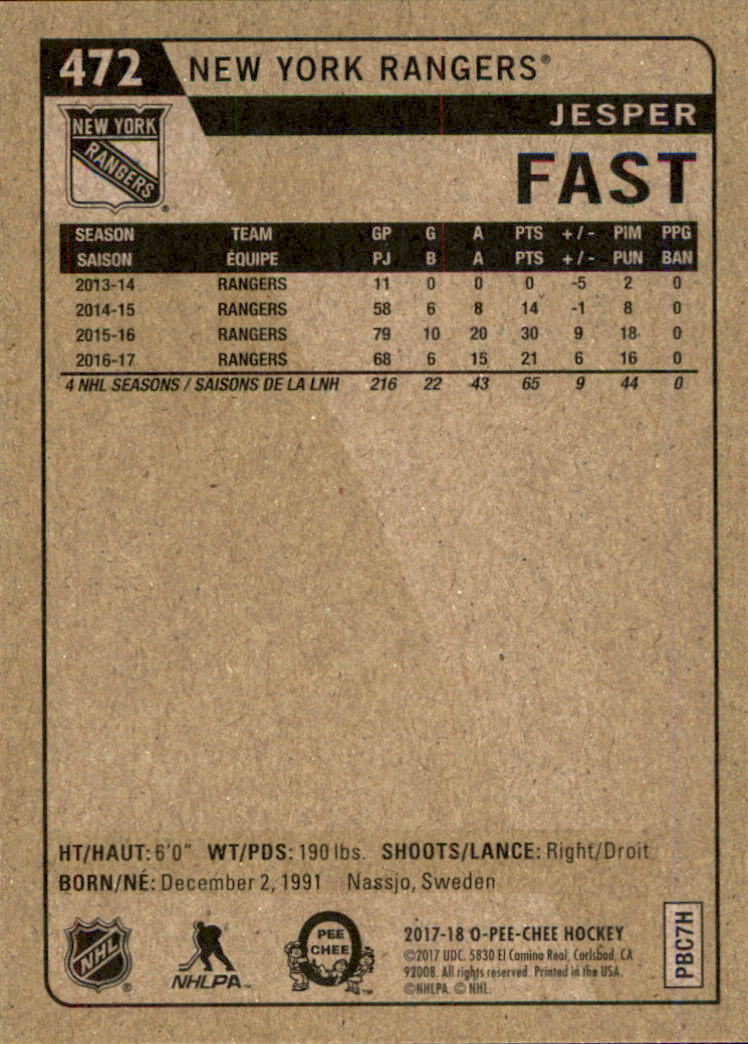 472 NEW YORK RANGERS®
JESPER
NEW YORK
RANGERS
®
FAST
SEASON TEAM GP G A PTS +/- PIM PPG
SAISON ÉQUIPE PJ B A PTS +/- PUN BAN
2013-14 RANGERS 11 0 0 0 -5 2 0
2014-15 RANGERS 58 6 8 14 -1 8 0
2015-16 RANGERS 79 10 20 30 9 18 0
2016-17 RANGERS 68 6 15 21 6 16 0
4 NHL SEASONS / SAISONS DE LA LNH 216 22 43 65 9 44 0
HT/HAUT: 6'0" WT/PDS: 190 lbs. SHOOTS/LANCE: Right/Droit
BORN/NÉ: December 2, 1991 Nassjo, Sweden
NHL ®
NHLPA™
O PEE CHEE
2017-18 O-PEE-CHEE HOCKEY
©2017 UDC. 5830 El Camino Real, Carlsbad, CA
92008. All rights reserved. Printed in the USA.
©NHLPA. © NHL.
PBC7H